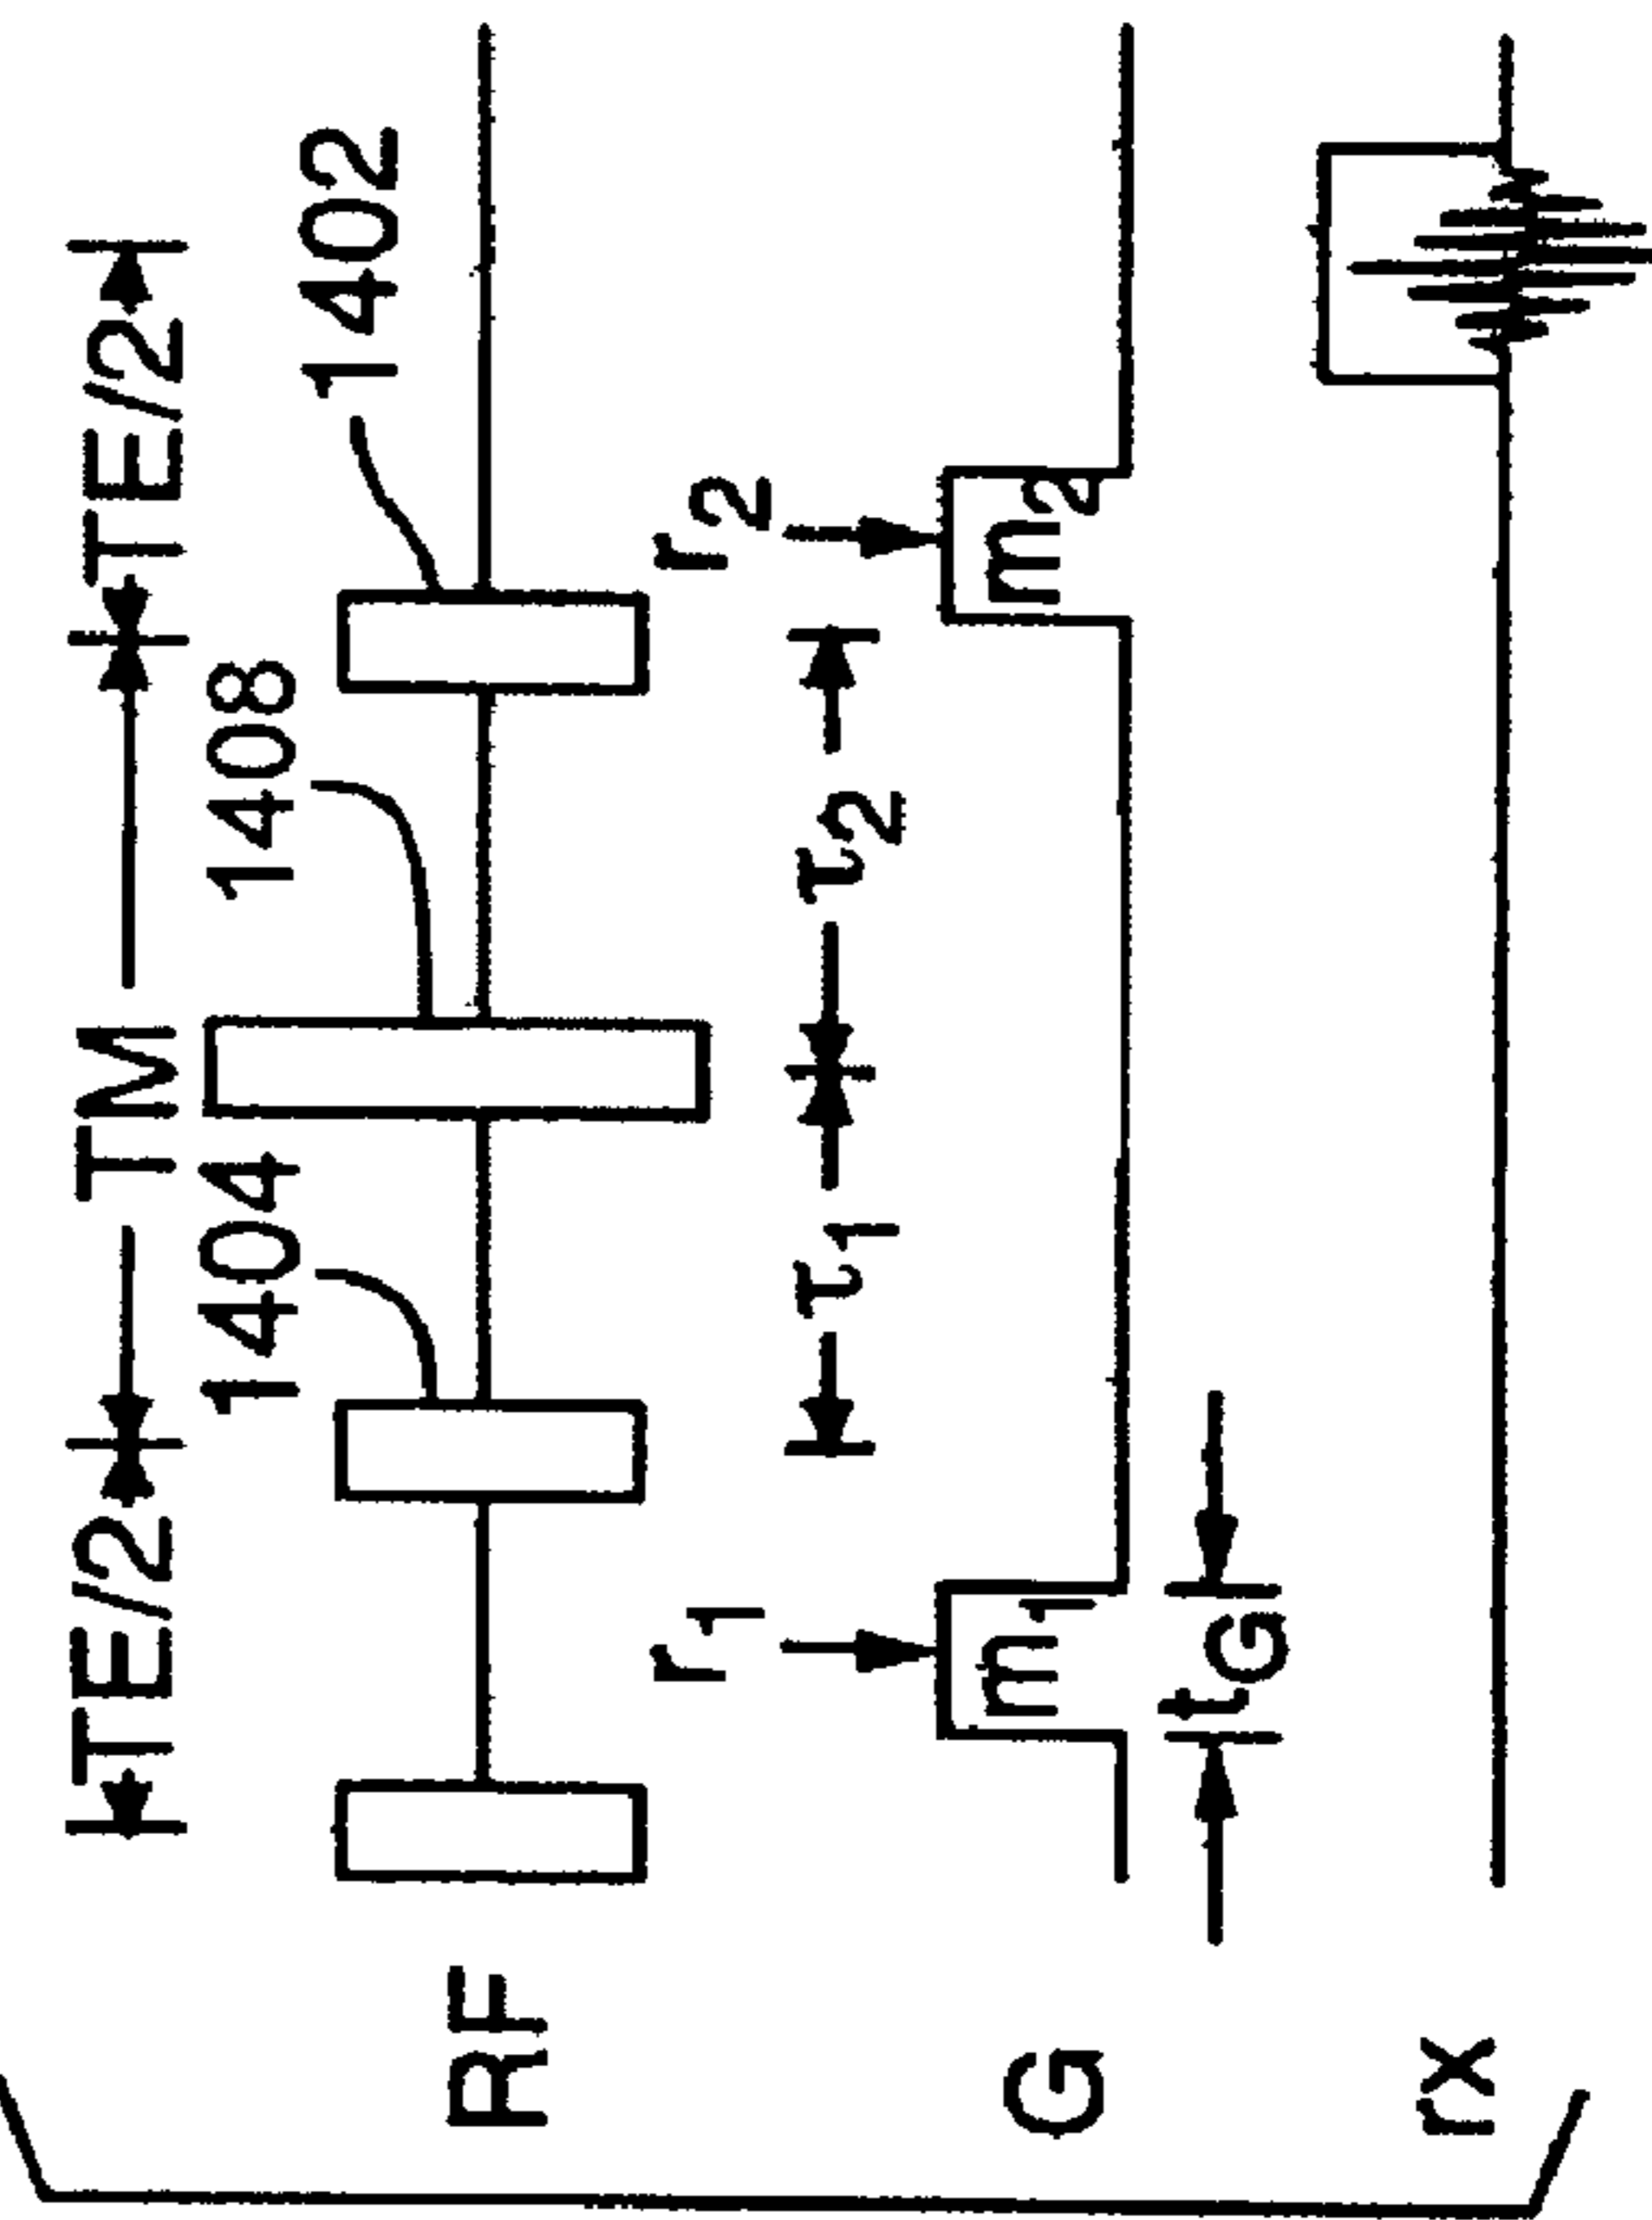 TE/2 TM TE/2
1404 1408 1402
RF
τ1 τ2
r1 r2
G
m1 m2
tG
rx